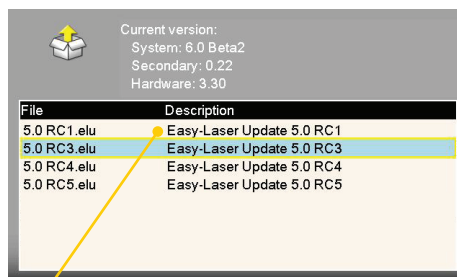 Current version:
System: 6.0 Beta2
Secondary: 0.22
Hardware: 3.30
File Description
5.0 RC1.elu Easy-Laser Update 5.0 RC1
5.0 RC3.elu Easy-Laser Update 5.0 RC3
5.0 RC4.elu Easy-Laser Update 5.0 RC4
5.0 RC5.elu Easy-Laser Update 5.0 RC5